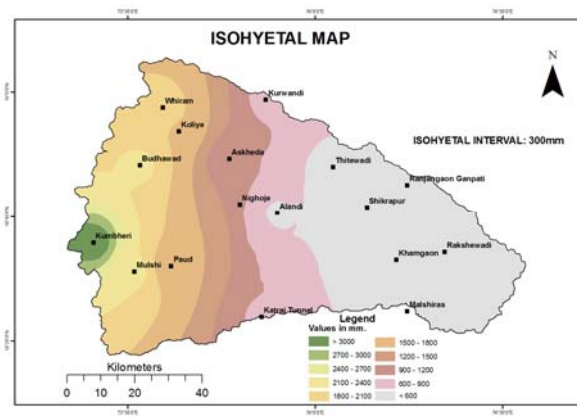 ISOHYETAL MAP
N
ISOHYETAL INTERVAL: 300mm
Kurwandi
Whiram
Koliye
Askheda
Budhawad
Thitewadi
Ranjangaon Ganpati
Nighoje
Alandi
Shikrapur
Kumbheri
Rakshewadi
Khamgaon
Mulshi
Paud
Katraj Tunnel
Malshiras
Legend
Values in mm.
> 3000
2700 - 3000
2400 - 2700
2100 - 2400
1800 - 2100
1500 - 1800
1200 - 1500
900 - 1200
600 - 900
< 600
Kilometers
0 10 20 40